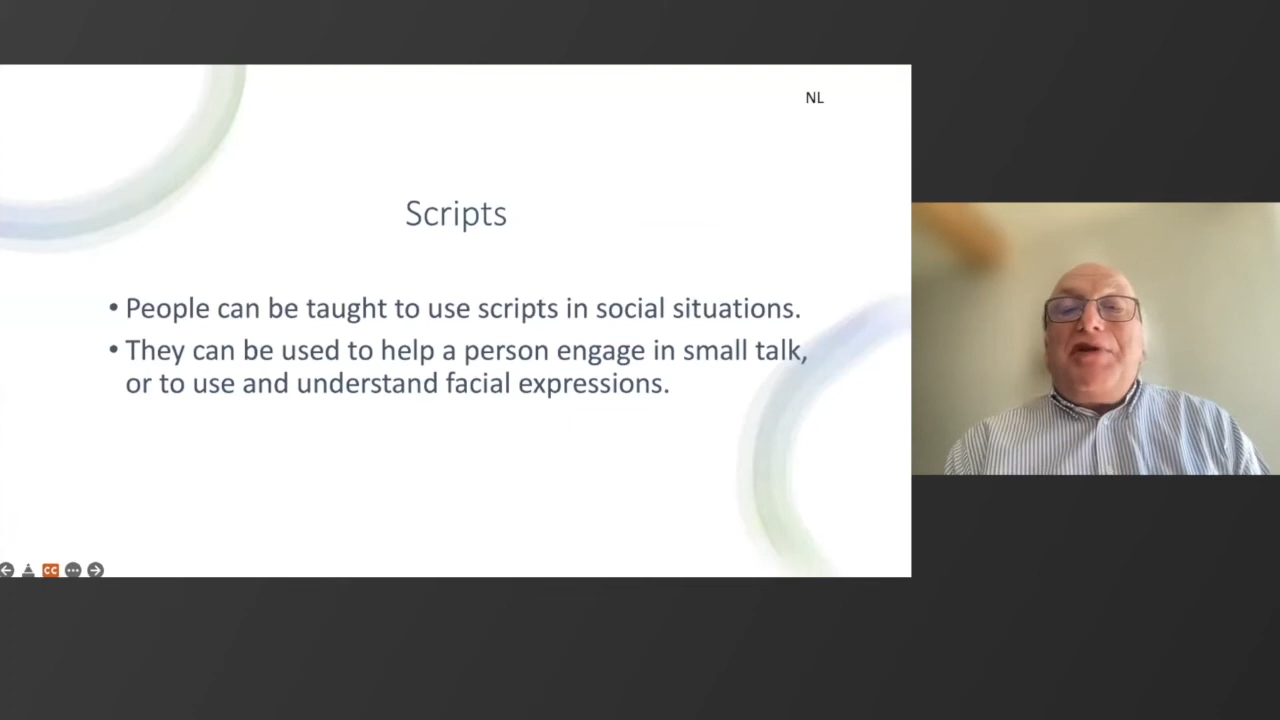 NL
Scripts
• People can be taught to use scripts in social situations.
• They can be used to help a person engage in small talk,
or to use and understand facial expressions.
CC